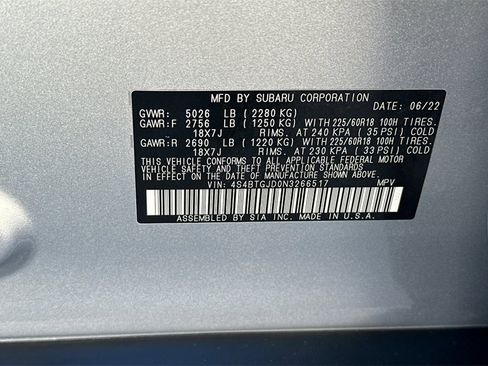 MFD BY SUBARU CORPORATION
DATE: 06/22
GVWR: 5026 LB ( 2280 KG)
GAWR:F 2756 LB ( 1250 KG) WITH 225/60R18 100H TIRES.
18X7J RIMS. AT 240 KPA ( 35 PSI) COLD
GAWR:R 2690 LB ( 1220 KG) WITH 225/60R18 100H TIRES.
18X7J RIMS. AT 230 KPA ( 33 PSI) COLD
THIS VEHICLE CONFORMS TO ALL APPLICABLE FEDERAL MOTOR
VEHICLE SAFETY AND THEFT PREVENTION STANDARDS IN
EFFECT ON THE DATE OF MANUFACTURE SHOWN ABOVE.
VIN: 4S4BTGJD0N3266517 MPV
ASSEMBLED BY SIA INC. MADE IN U.S.A.